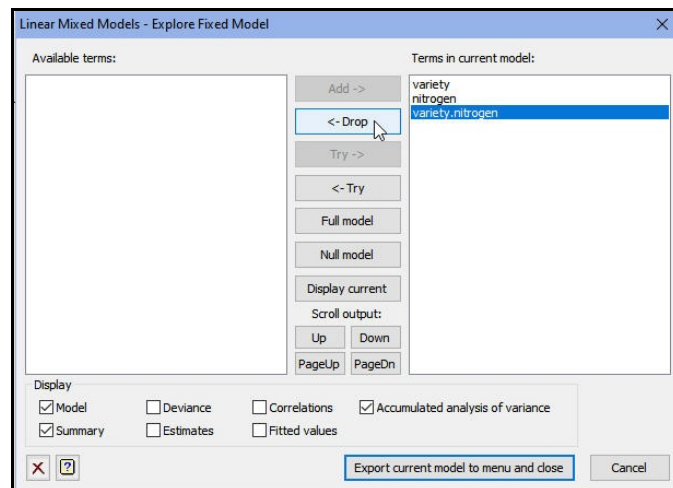 Linear Mixed Models - Explore Fixed Model
Available terms:
Terms in current model:
Add ->
<- Drop
Try ->
<- Try
Full model
Null model
Display current
Scroll output:
Up Down
PageUp PageDn
variety
nitrogen
variety.nitrogen
Display
Model Deviance Correlations Accumulated analysis of variance
Summary Estimates Fitted values
Export current model to menu and close Cancel